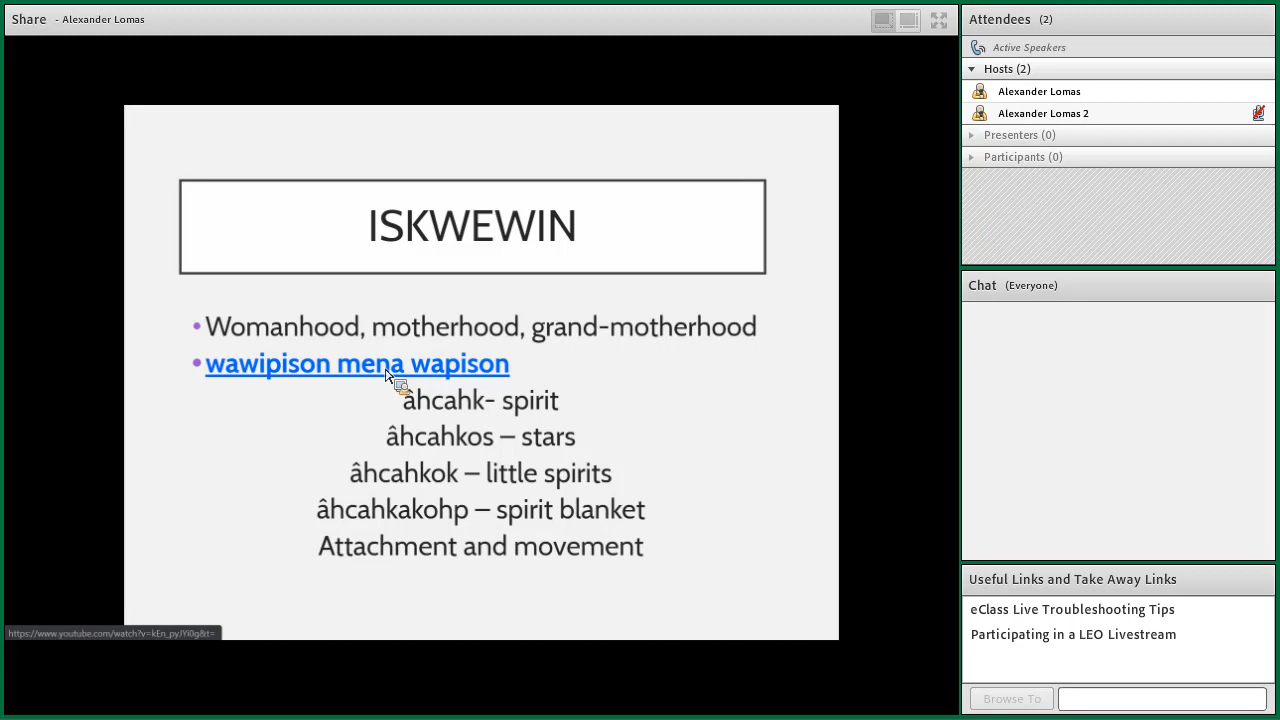 Share - Alexander Lomas
ISKWEWIN
• Womanhood, motherhood, grand-motherhood
• wawipison mena wapison
âhcahk- spirit
âhcahkos – stars
âhcahkok – little spirits
âhcahkakohp – spirit blanket
Attachment and movement
https://www.youtube.com/watch?v=kEn_pyJYi0g&t=
Attendees (2)
Active Speakers
Hosts (2)
Alexander Lomas
Alexander Lomas 2
Presenters (0)
Participants (0)
Chat (Everyone)
Useful Links and Take Away Links
eClass Live Troubleshooting Tips
Participating in a LEO Livestream
Browse To